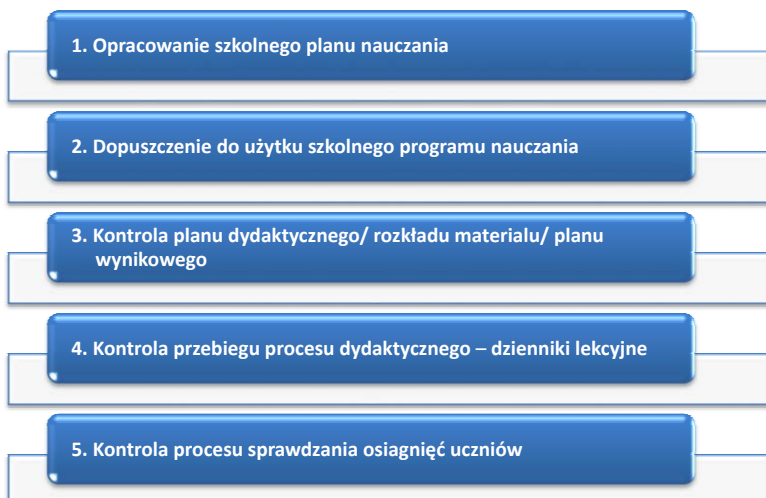 1. Opracowanie szkolnego planu nauczania
2. Dopuszczenie do użytku szkolnego programu nauczania
3. Kontrola planu dydaktycznego/ rozkładu materialu/ planu
wynikowego
4. Kontrola przebiegu procesu dydaktycznego – dzienniki lekcyjne
5. Kontrola procesu sprawdzania osiagnięć uczniów